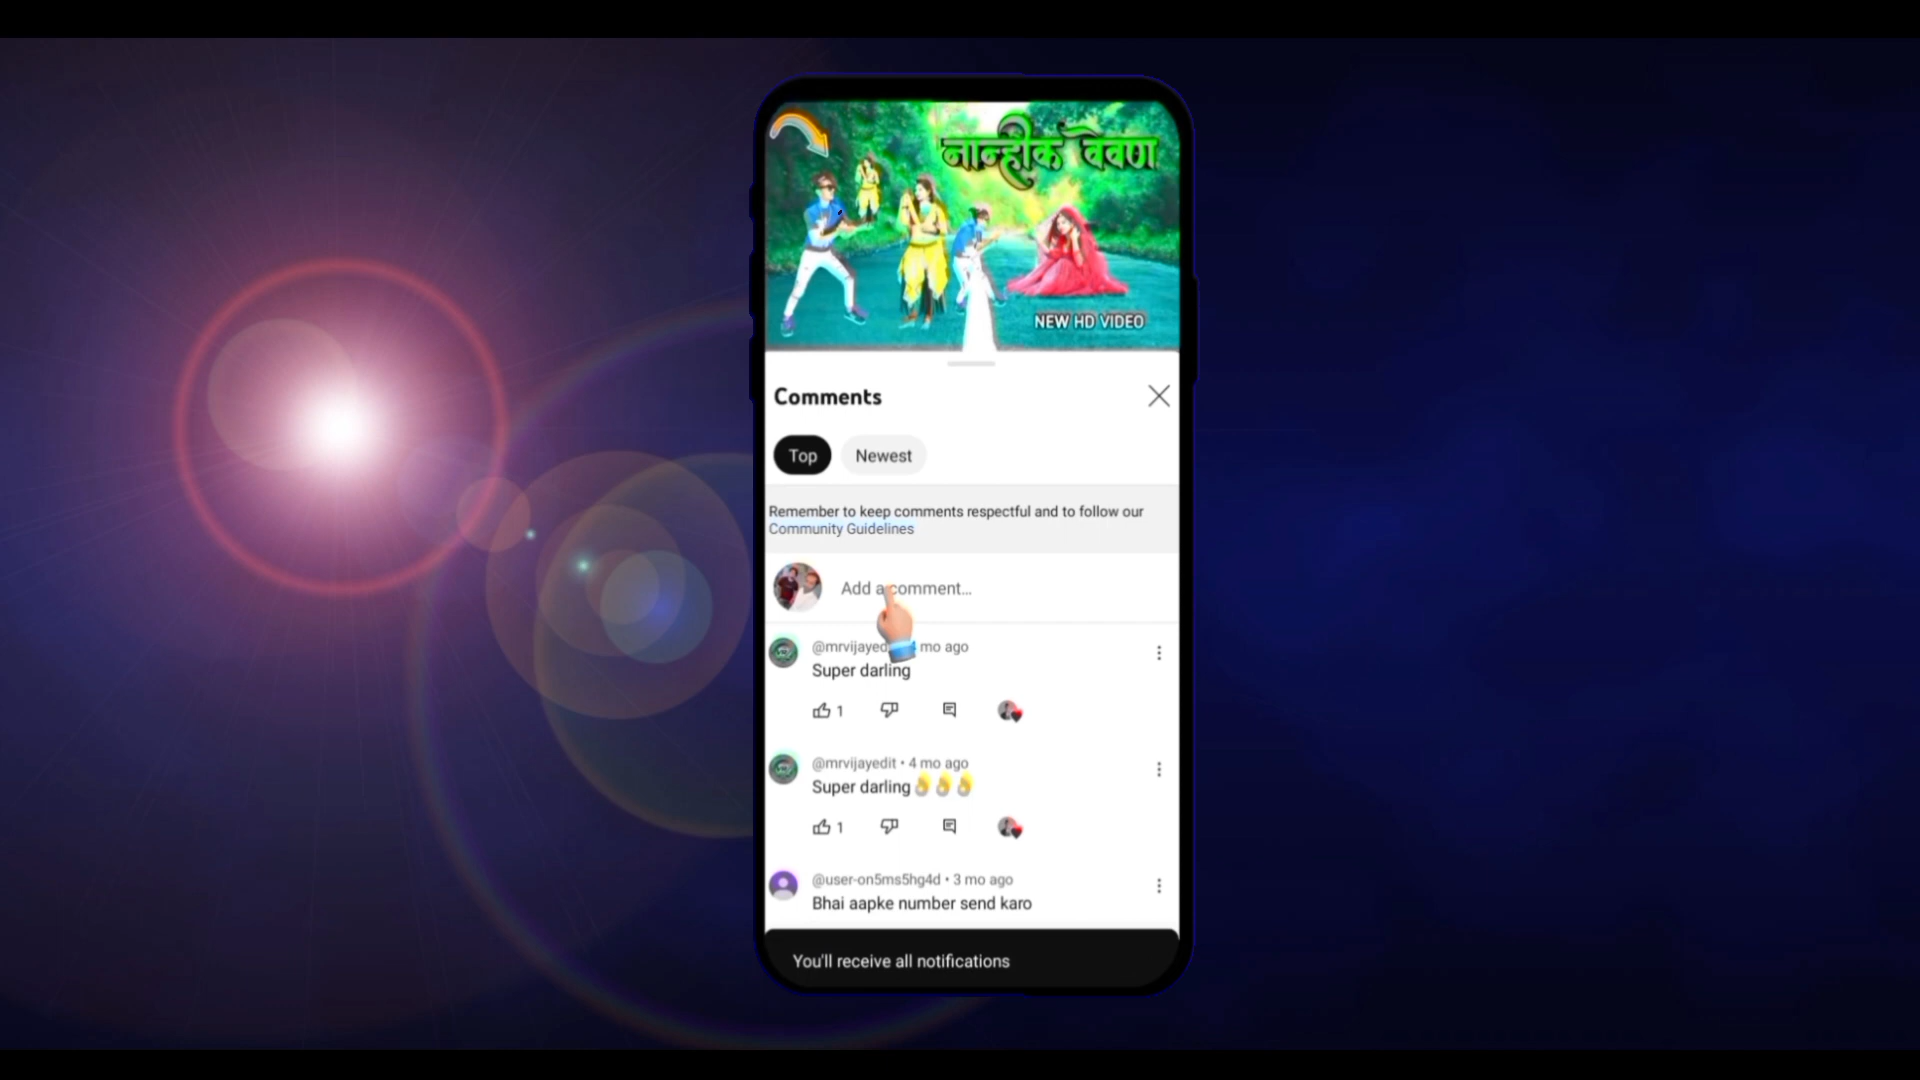 नान्हीक वेवण
NEW HD VIDEO
Comments
Top
Newest
Remember to keep comments respectful and to follow our
Community Guidelines
Add a comment...
@mrvijayed mo ago
Super darling
1
@mrvijayedit • 4 mo ago
Super darling👌👌👌
1
@user-on5ms5hg4d • 3 mo ago
Bhai aapke number send karo
You'll receive all notifications